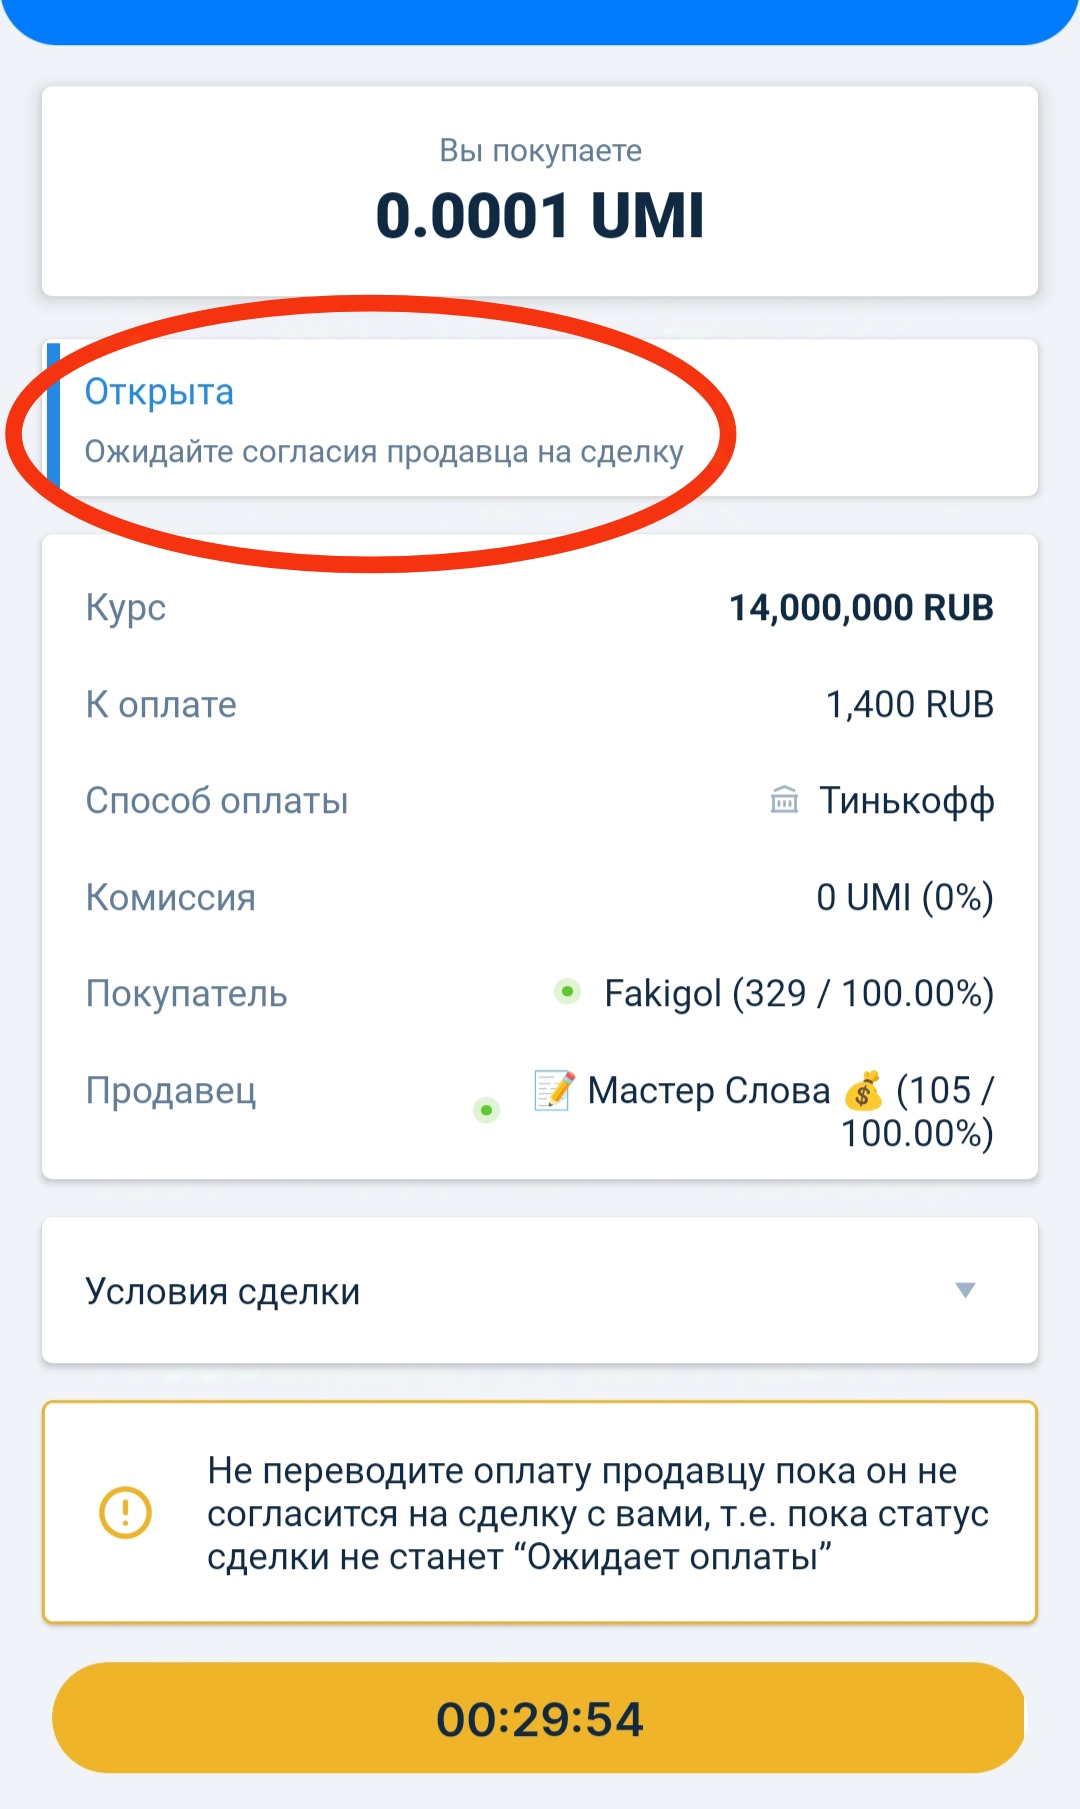 Вы покупаете
0.0001 UMI
Открыта
Ожидайте согласия продавца на сделку
Курс 14,000,000 RUB
К оплате 1,400 RUB
Способ оплаты Тинькофф
Комиссия 0 UMI (0%)
Покупатель Fakigol (329 / 100.00%)
Продавец 📝 Мастер Слова 💰 (105 /
100.00%)
Условия сделки
Не переводите оплату продавцу пока он не
согласится на сделку с вами, т.е. пока статус
сделки не станет “Ожидает оплаты”
00:29:54